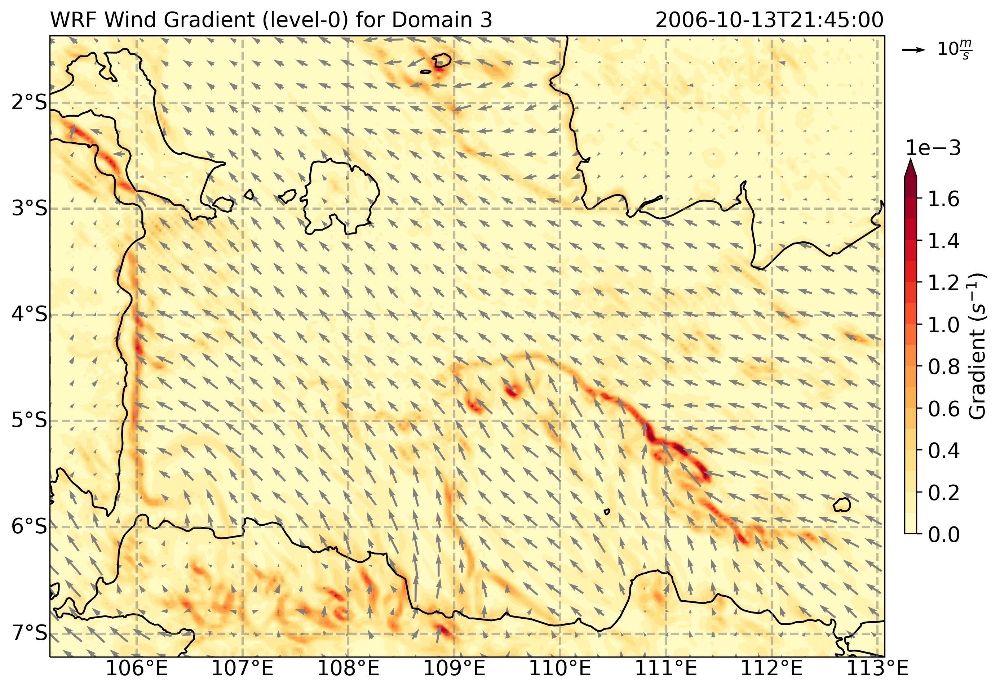 WRF Wind Gradient (level-0) for Domain 3
2006-10-13T21:45:00
10 m/s
2°S
3°S
4°S
5°S
6°S
7°S
106°E
107°E
108°E
109°E
110°E
111°E
112°E
113°E
1e−3
1.6
1.4
1.2
1.0
0.8
0.6
0.4
0.2
0.0
Gradient (s⁻¹)